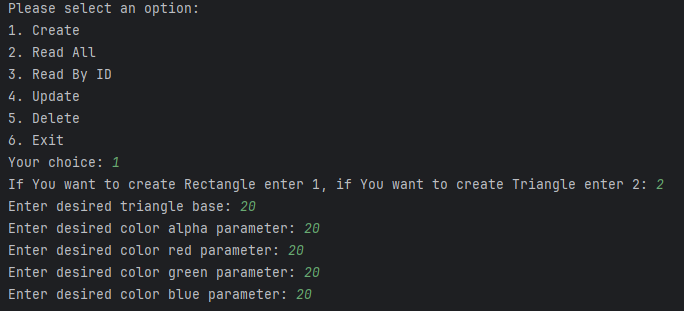 Please select an option:
1. Create
2. Read All
3. Read By ID
4. Update
5. Delete
6. Exit
Your choice: 1
If You want to create Rectangle enter 1, if You want to create Triangle enter 2: 2
Enter desired triangle base: 20
Enter desired color alpha parameter: 20
Enter desired color red parameter: 20
Enter desired color green parameter: 20
Enter desired color blue parameter: 20